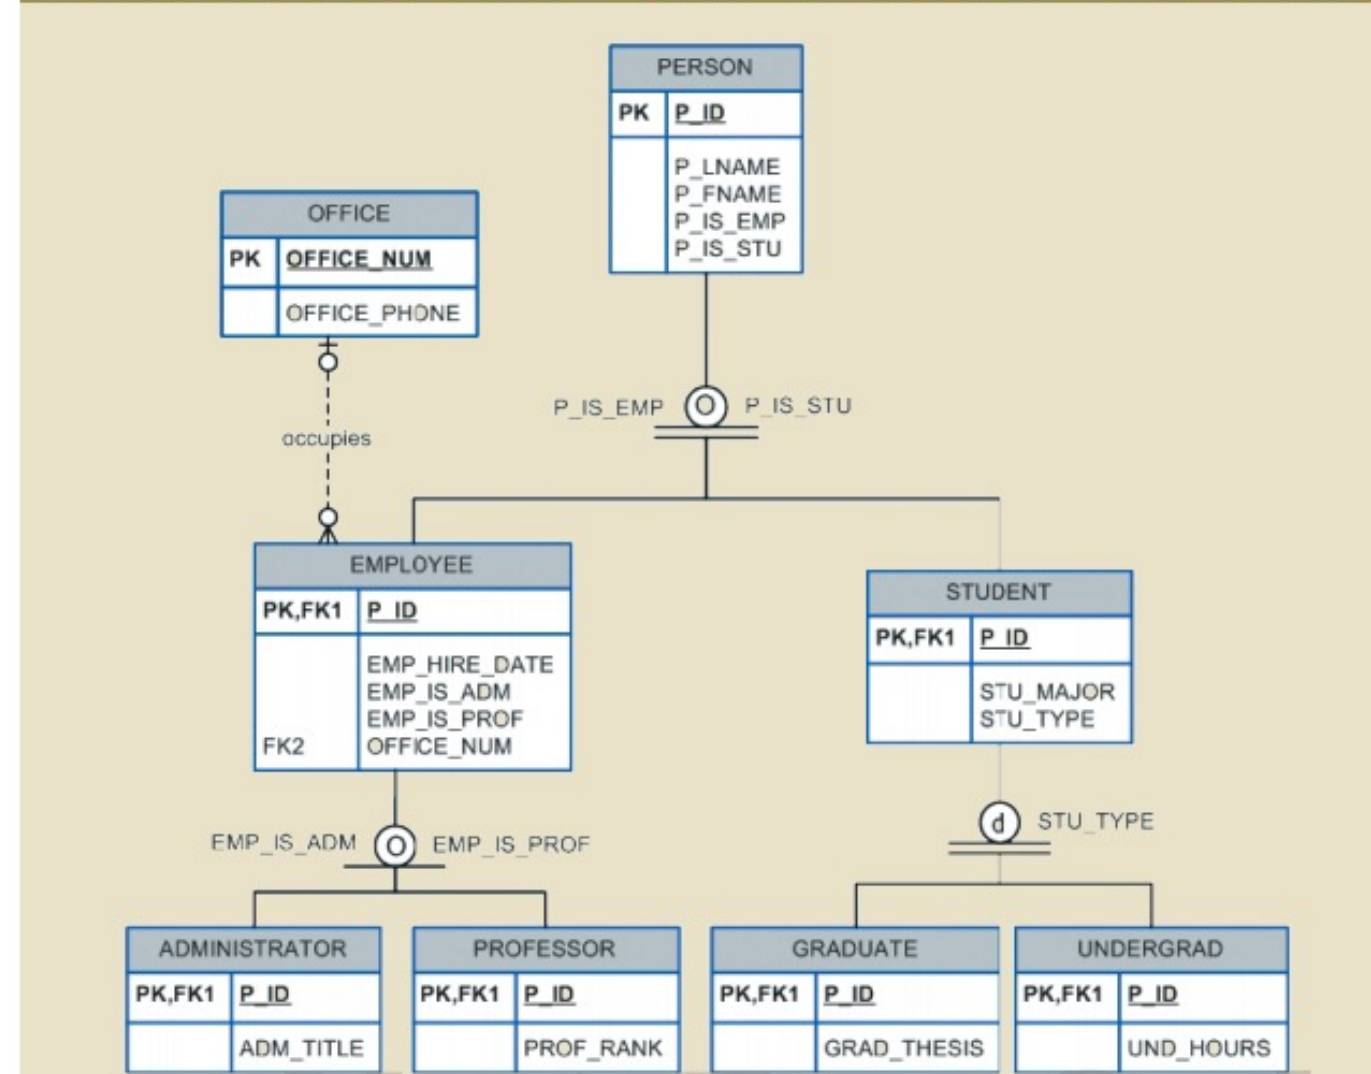 PERSON
PK P_ID
P_LNAME
P_FNAME
P_IS_EMP
P_IS_STU
OFFICE
PK OFFICE_NUM
OFFICE_PHONE
P_IS_EMP O P_IS_STU
occupies
EMPLOYEE
PK,FK1 P_ID
EMP_HIRE_DATE
EMP_IS_ADM
EMP_IS_PROF
FK2 OFFICE_NUM
STUDENT
PK,FK1 P_ID
STU_MAJOR
STU_TYPE
EMP_IS_ADM O EMP_IS_PROF
d STU_TYPE
ADMINISTRATOR
PK,FK1 P_ID
ADM_TITLE
PROFESSOR
PK,FK1 P_ID
PROF_RANK
GRADUATE
PK,FK1 P_ID
GRAD_THESIS
UNDERGRAD
PK,FK1 P_ID
UND_HOURS